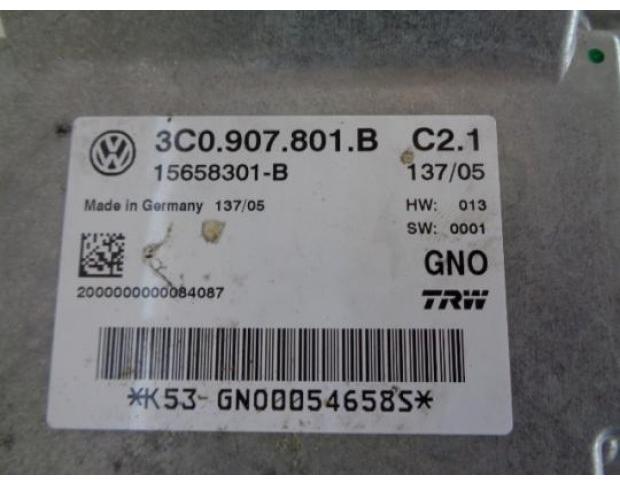 3C0.907.801.B C2.1
15658301-B 137/05
Made in Germany 137/05 HW: 013
SW: 0001
GNO
2000000000084087 TRW
*K53- GNO0054658S*